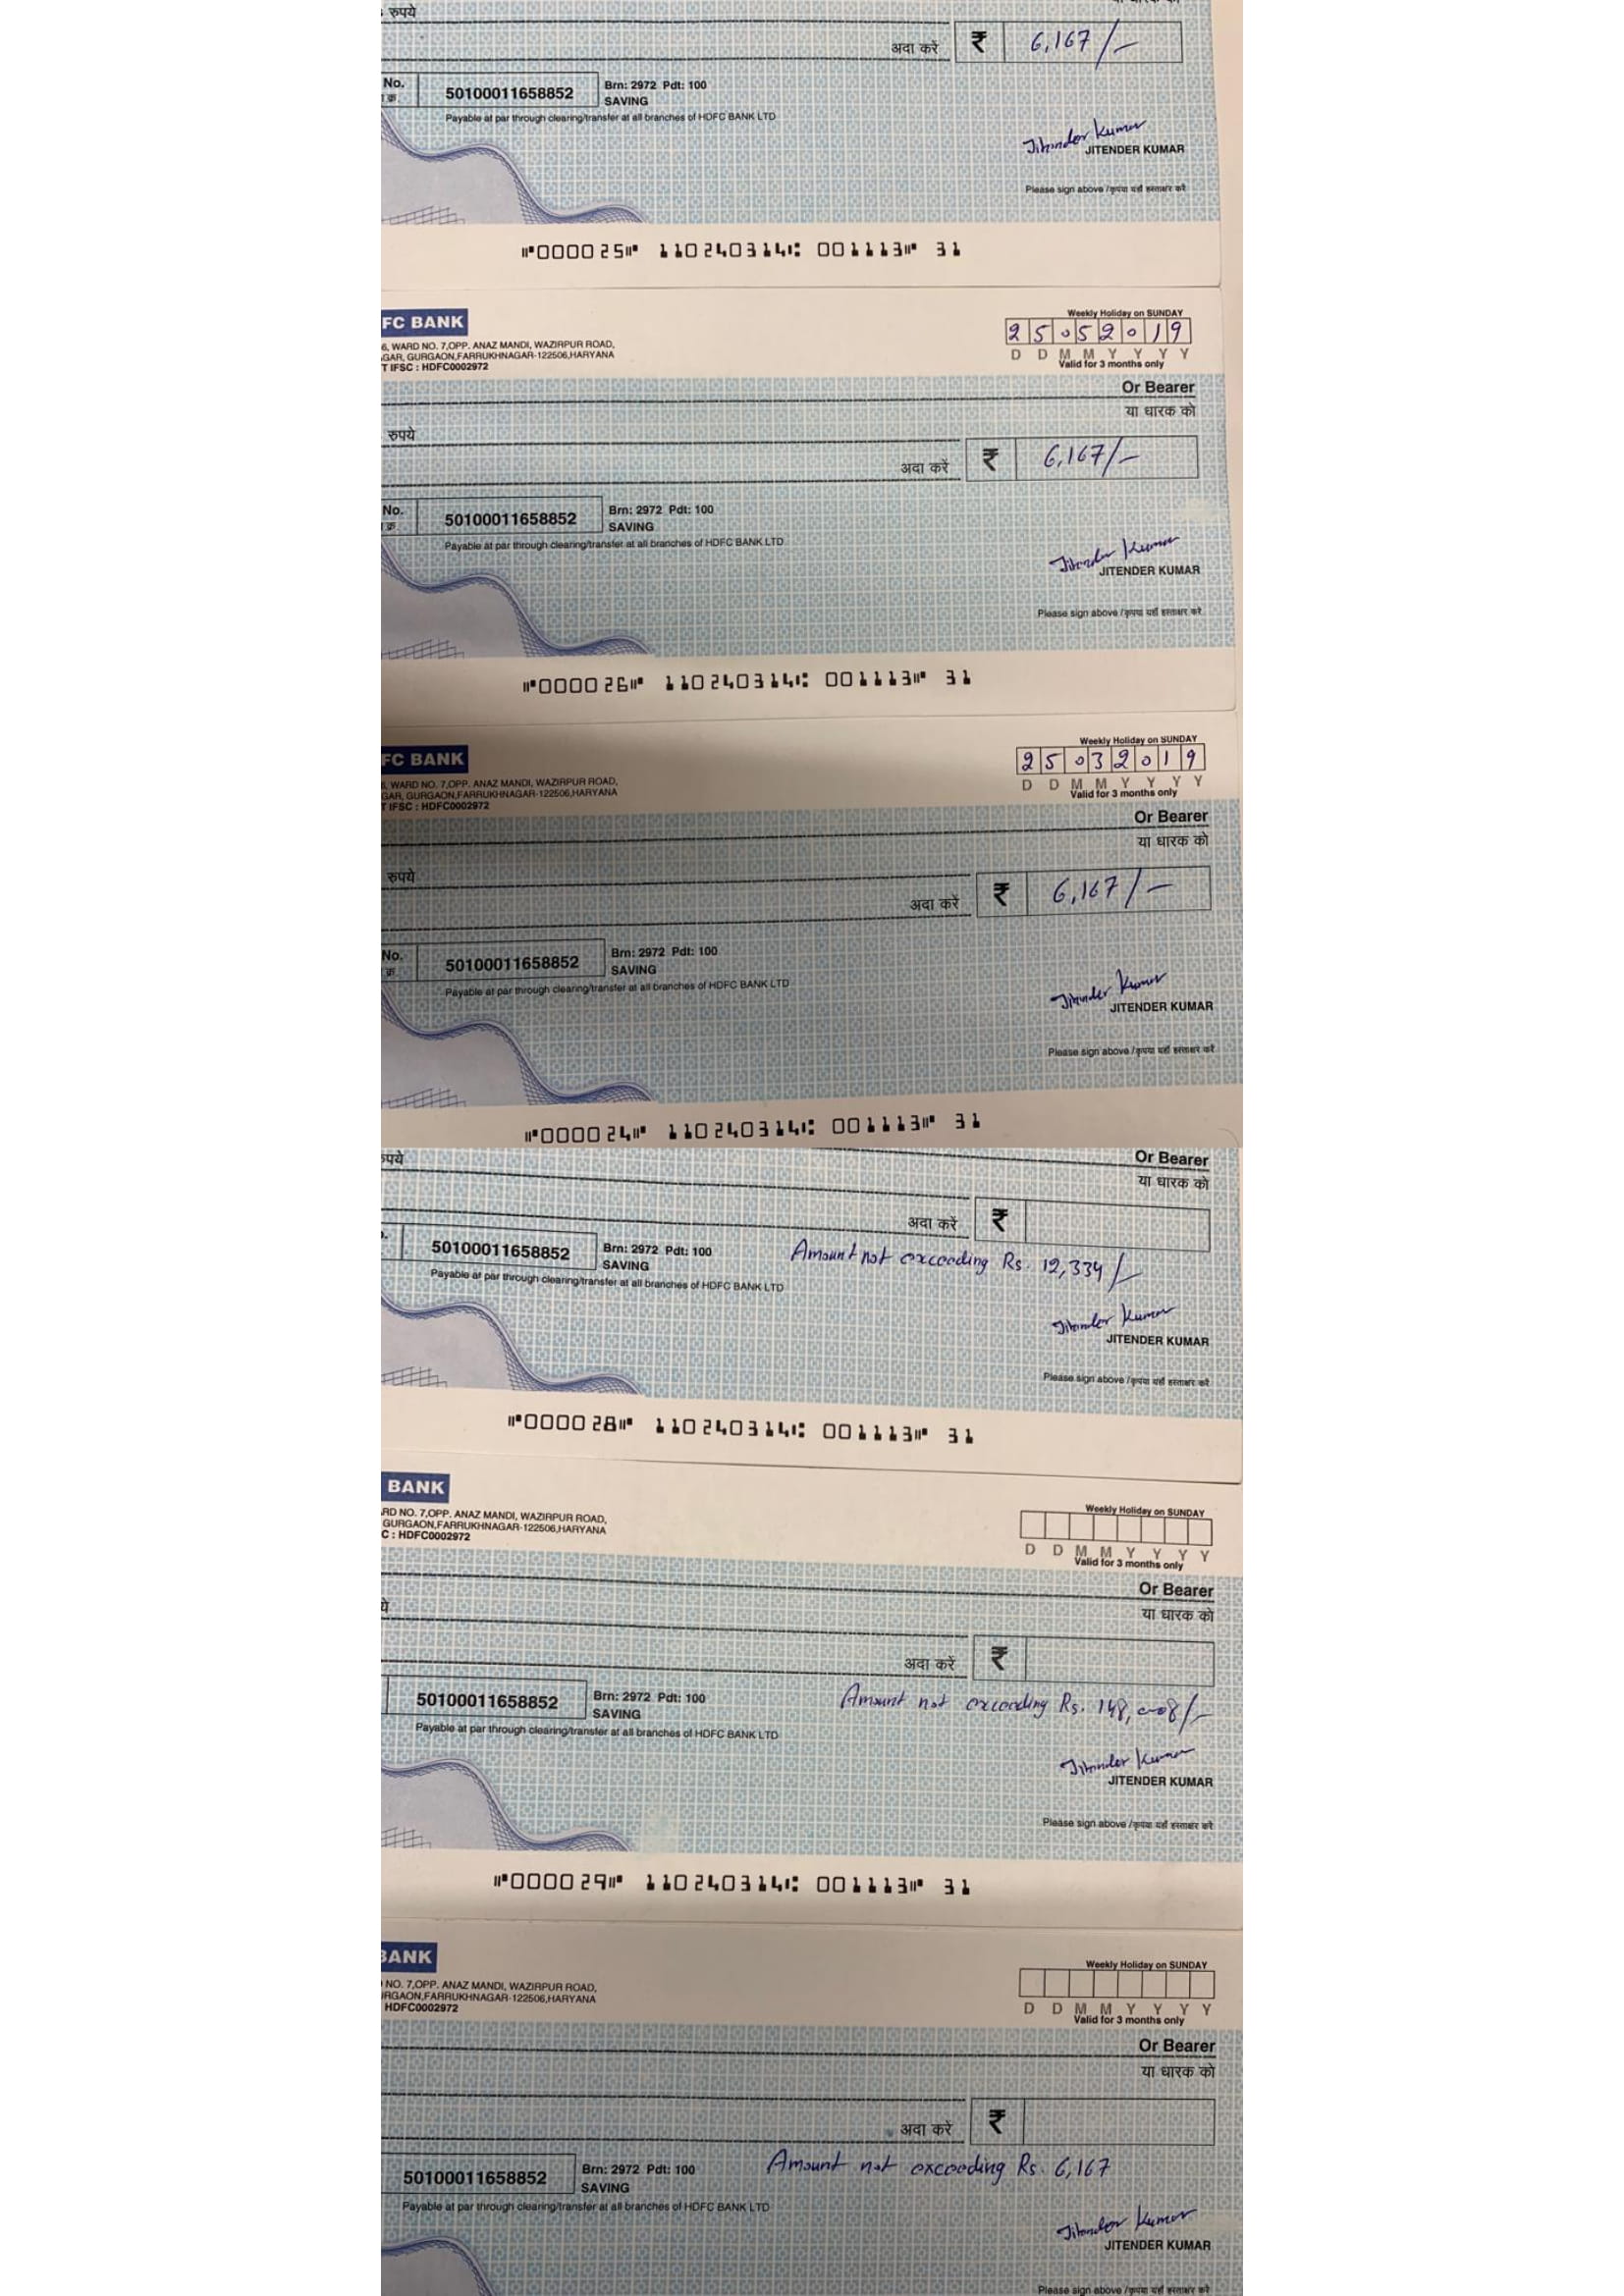 रुपये
अदा करें ₹ 6,167/-
No. 50100011658852 Brn: 2972 Pdt: 100
SAVING
Payable at par through clearing/transfer at all branches of HDFC BANK LTD
Jitender Kumar
JITENDER KUMAR
Please sign above / कृपया यहाँ हस्ताक्षर करें
⑈000025⑈ 110240314⑆ 001113⑈ 31
FC BANK
Weekly Holiday on SUNDAY
25052019
6, WARD NO. 7,OPP. ANAZ MANDI, WAZIRPUR ROAD,
GAR, GURGAON,FARRUKHNAGAR-122506,HARYANA
D D M M Y Y Y Y
T IFSC : HDFC0002972
Valid for 3 months only
Or Bearer
या धारक को
रुपये
अदा करें ₹ 6,167/-
No. 50100011658852 Brn: 2972 Pdt: 100
SAVING
Payable at par through clearing/transfer at all branches of HDFC BANK LTD
Jitender Kumar
JITENDER KUMAR
Please sign above / कृपया यहाँ हस्ताक्षर करें
⑈000026⑈ 110240314⑆ 001113⑈ 31
Weekly Holiday on SUNDAY
FC BANK
25032019
6, WARD NO. 7,OPP. ANAZ MANDI, WAZIRPUR ROAD,
GAR, GURGAON,FARRUKHNAGAR-122506,HARYANA
D D M M Y Y Y Y
T IFSC : HDFC0002972
Valid for 3 months only
Or Bearer
या धारक को
रुपये
अदा करें ₹ 6,167/-
No. 50100011658852 Brn: 2972 Pdt: 100
SAVING
Payable at par through clearing/transfer at all branches of HDFC BANK LTD
Jitender Kumar
JITENDER KUMAR
Please sign above / कृपया यहाँ हस्ताक्षर करें
⑈000024⑈ 110240314⑆ 001113⑈ 31
Or Bearer
या धारक को
अदा करें ₹
50100011658852 Brn: 2972 Pdt: 100
SAVING
Amount not exceeding Rs. 12,334/-
Payable at par through clearing/transfer at all branches of HDFC BANK LTD
Jitender Kumar
JITENDER KUMAR
Please sign above / कृपया यहाँ हस्ताक्षर करें
⑈000028⑈ 110240314⑆ 001113⑈ 31
BANK
Weekly Holiday on SUNDAY
RD NO. 7,OPP. ANAZ MANDI, WAZIRPUR ROAD,
GURGAON,FARRUKHNAGAR-122506,HARYANA
C : HDFC0002972
D D M M Y Y Y Y
Valid for 3 months only
Or Bearer
या धारक को
अदा करें ₹
50100011658852 Brn: 2972 Pdt: 100
SAVING
Amount not exceeding Rs. 148,008/-
Payable at par through clearing/transfer at all branches of HDFC BANK LTD
Jitender Kumar
JITENDER KUMAR
Please sign above / कृपया यहाँ हस्ताक्षर करें
⑈000029⑈ 110240314⑆ 001113⑈ 31
BANK
Weekly Holiday on SUNDAY
NO. 7,OPP. ANAZ MANDI, WAZIRPUR ROAD,
RGAON,FARRUKHNAGAR-122506,HARYANA
HDFC0002972
D D M M Y Y Y Y
Valid for 3 months only
Or Bearer
या धारक को
अदा करें ₹
Amount not exceeding Rs. 6,167
50100011658852 Brn: 2972 Pdt: 100
SAVING
Payable at par through clearing/transfer at all branches of HDFC BANK LTD
Jitender Kumar
JITENDER KUMAR
Please sign above / कृपया यहाँ हस्ताक्षर करें